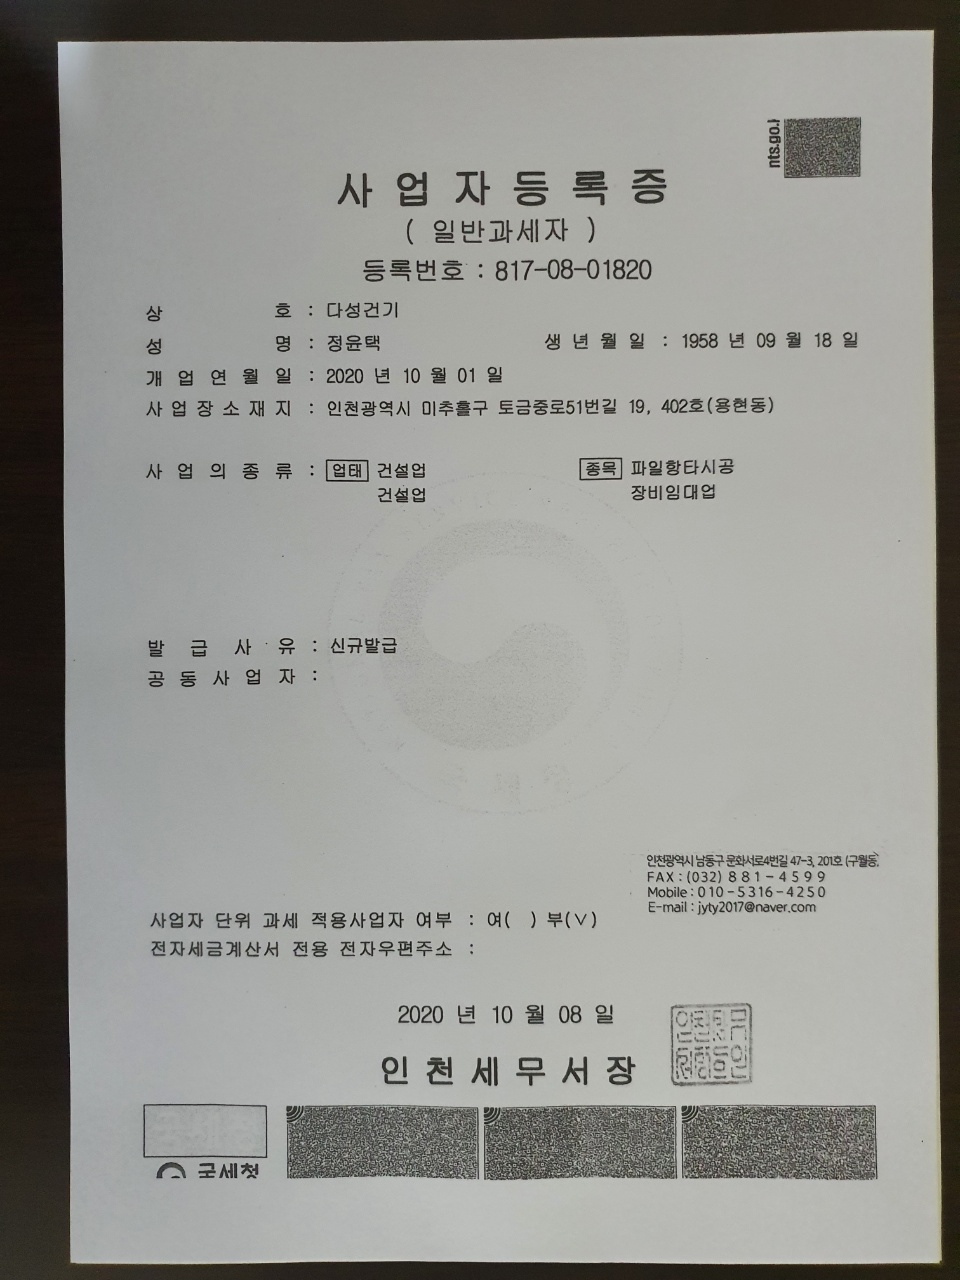 nts.go.
사업자등록증
( 일반과세자 )
등록번호 : 817-08-01820
상 호 : 다성건기
성 명 : 정윤택 생 년 월 일 : 1958 년 09 월 18 일
개 업 연 월 일 : 2020 년 10 월 01 일
사 업 장 소 재 지 : 인천광역시 미추홀구 토금중로51번길 19, 402호(용현동)
사 업 의 종 류 : 업태 건설업 종목 파일항타시공
건설업 장비임대업
발 급 사 유 : 신규발급
공 동 사 업 자 :
인천광역시 남동구 문화서로4번길 47-3, 201호 (구월동)
FAX : (032) 881-4599
Mobile : 010-5316-4250
E-mail : jyty2017@naver.com
사업자 단위 과세 적용사업자 여부 : 여( ) 부(∨)
전자세금계산서 전용 전자우편주소 :
2020 년 10 월 08 일
인천세무서장
국세청